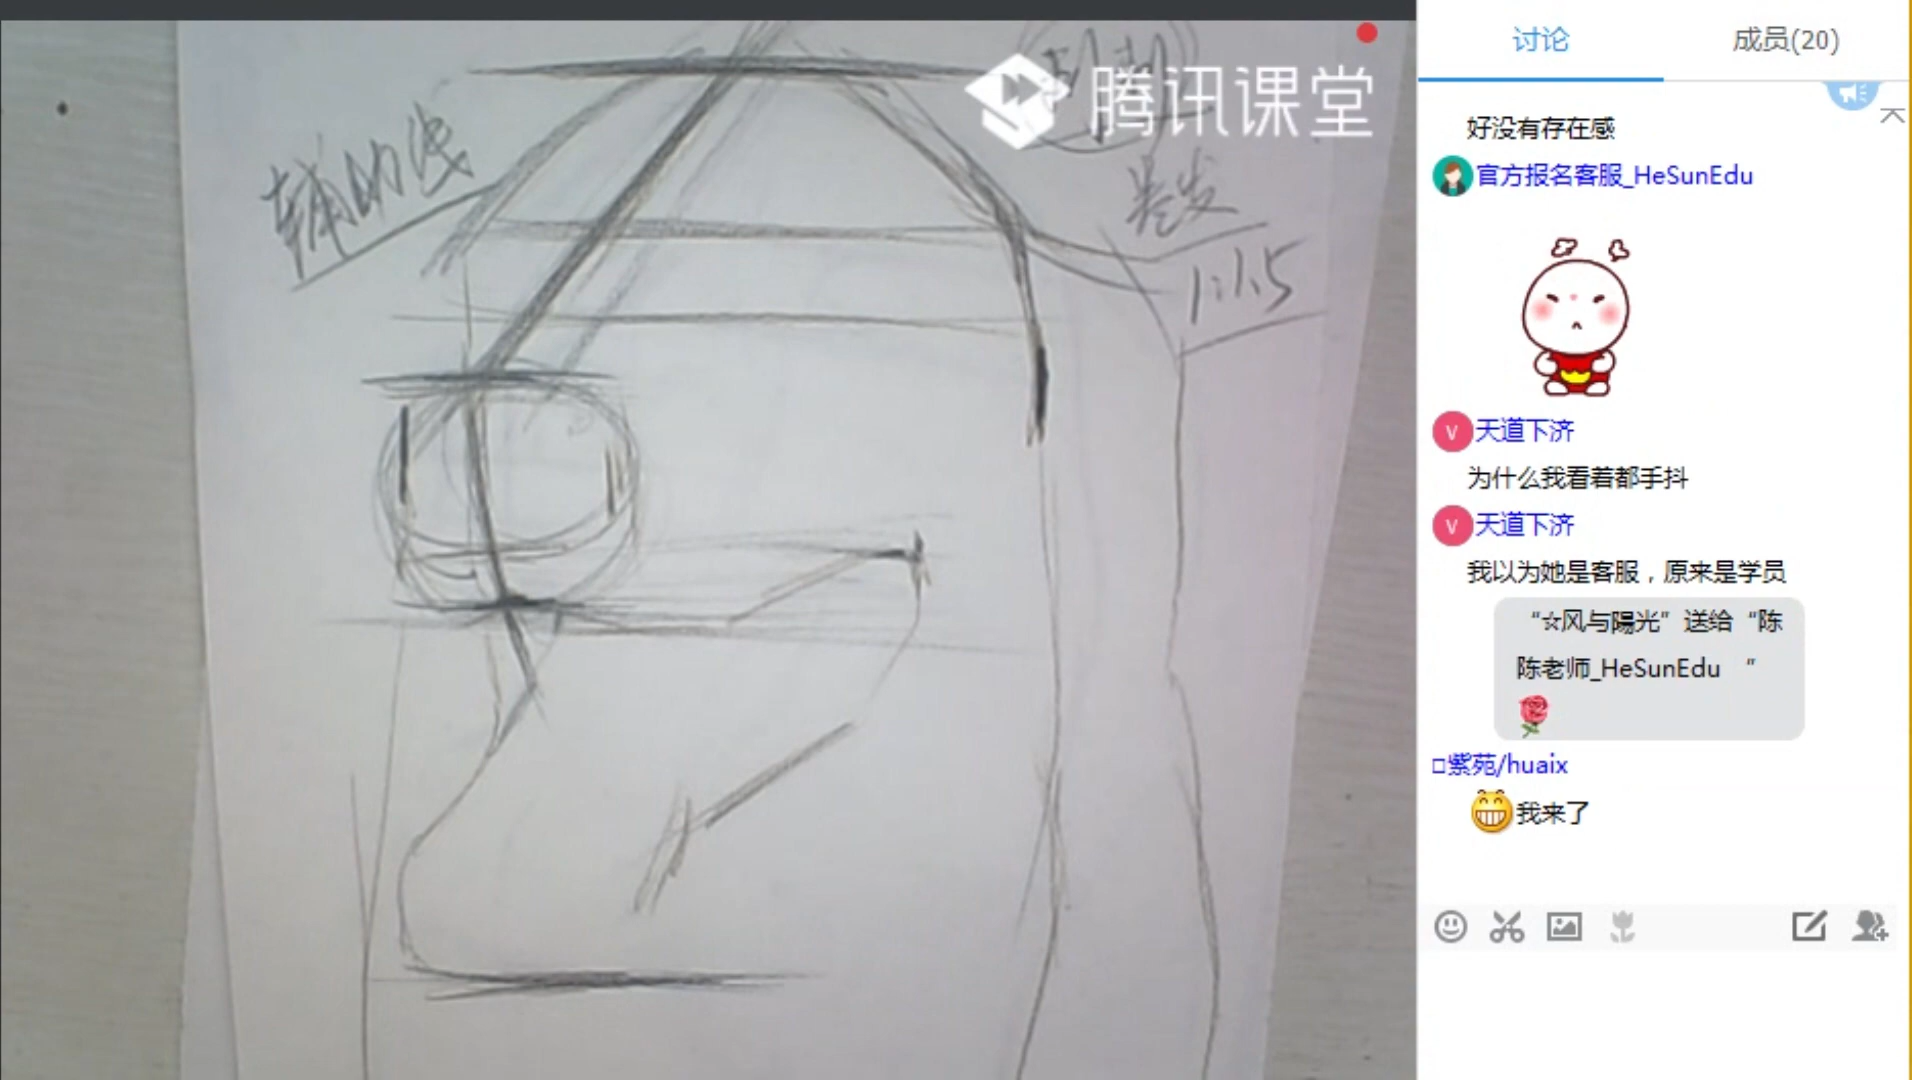 讨论
成员(20)
腾讯课堂
辅助线
卷发
1:1.5
好没有存在感
官方报名客服_HeSunEdu
V 天道下济
为什么我看着都手抖
V 天道下济
我以为她是客服，原来是学员
“☆风与陽光”送给“陈
陈老师_HeSunEdu ”
□紫苑/huaix
我来了